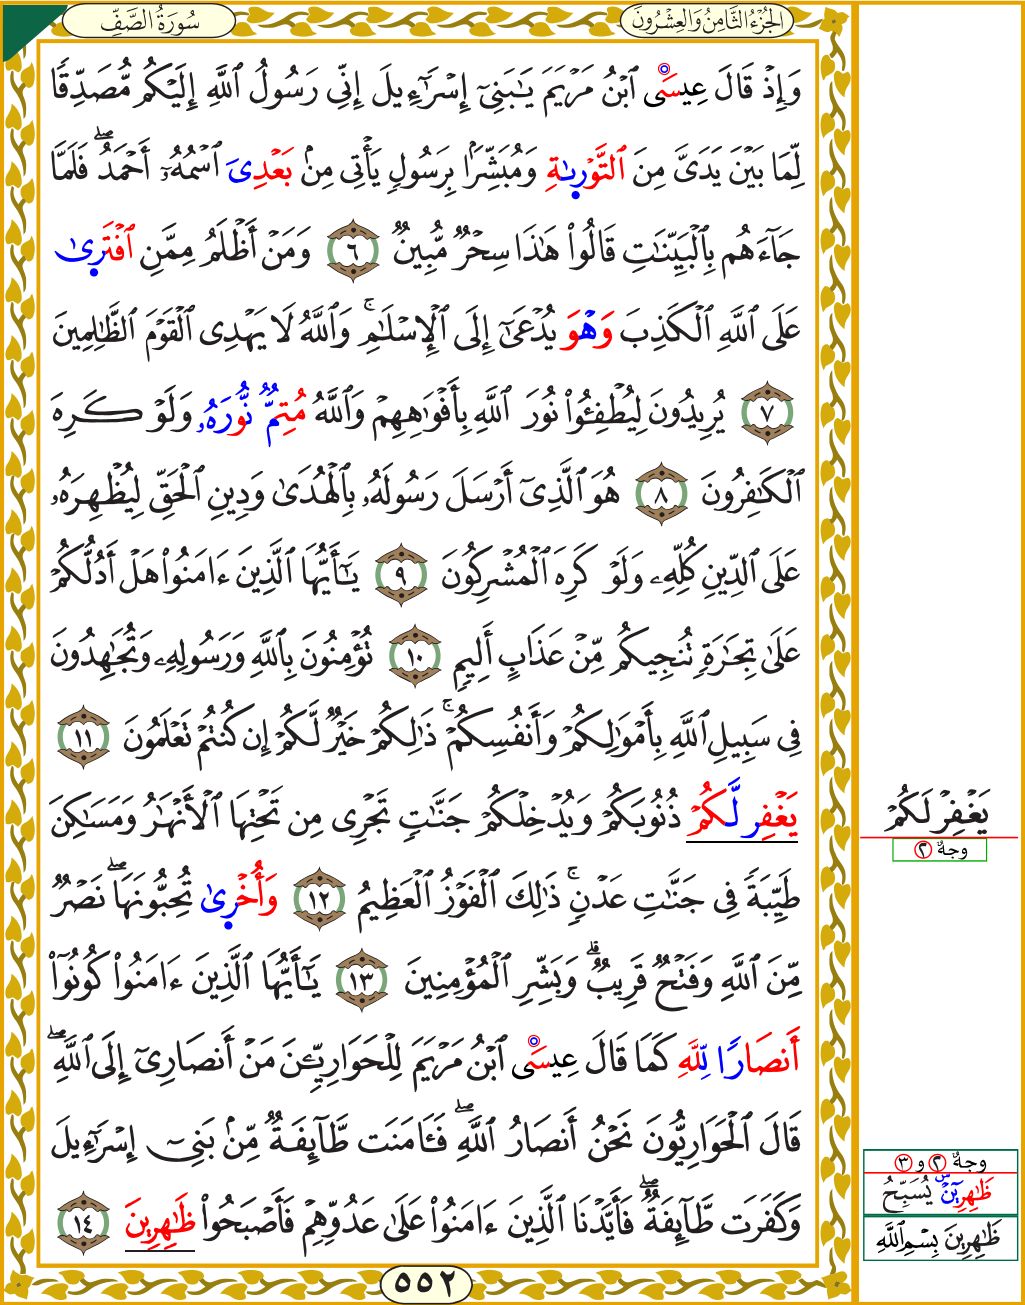 الجُزْءُ الثَّامِنُ وَالعِشْرُونَ
سُورَةُ الصَّفِّ
وَإِذْ قَالَ عِيسَى ٱبْنُ مَرْيَمَ يَٰبَنِىٓ إِسْرَٰٓءِيلَ إِنِّى رَسُولُ ٱللَّهِ إِلَيْكُم مُّصَدِّقًا
لِّمَا بَيْنَ يَدَىَّ مِنَ ٱلتَّوْرِىٰةِ وَمُبَشِّرًۢا بِرَسُولٍ يَأْتِى مِنۢ بَعْدِىَ ٱسْمُهُۥٓ أَحْمَدُ ۖ فَلَمَّا
جَآءَهُم بِٱلْبَيِّنَٰتِ قَالُوا۟ هَٰذَا سِحْرٌ مُّبِينٌ ٦ وَمَنْ أَظْلَمُ مِمَّنِ ٱفْتَرِىٰ
عَلَى ٱللَّهِ ٱلْكَذِبَ وَهْوَ يُدْعَىٰٓ إِلَى ٱلْإِسْلَٰمِ ۚ وَٱللَّهُ لَا يَهْدِى ٱلْقَوْمَ ٱلظَّٰلِمِينَ
٧ يُرِيدُونَ لِيُطْفِـُٔوا۟ نُورَ ٱللَّهِ بِأَفْوَٰهِهِمْ وَٱللَّهُ مُتِمٌّ نُّورَهُۥ وَلَوْ كَرِهَ
ٱلْكَٰفِرُونَ ٨ هُوَ ٱلَّذِىٓ أَرْسَلَ رَسُولَهُۥ بِٱلْهُدَىٰ وَدِينِ ٱلْحَقِّ لِيُظْهِرَهُۥ
عَلَى ٱلدِّينِ كُلِّهِۦ وَلَوْ كَرِهَ ٱلْمُشْرِكُونَ ٩ يَٰٓأَيُّهَا ٱلَّذِينَ ءَامَنُوا۟ هَلْ أَدُلُّكُمْ
عَلَىٰ تِجَٰرَةٍ تُنجِيكُم مِّنْ عَذَابٍ أَلِيمٍ ١٠ تُؤْمِنُونَ بِٱللَّهِ وَرَسُولِهِۦ وَتُجَٰهِدُونَ
فِى سَبِيلِ ٱللَّهِ بِأَمْوَٰلِكُمْ وَأَنفُسِكُمْ ۚ ذَٰلِكُمْ خَيْرٌ لَّكُمْ إِن كُنتُمْ تَعْلَمُونَ ١١
يَغْفِر لَّكُمْ ذُنُوبَكُمْ وَيُدْخِلْكُمْ جَنَّٰتٍ تَجْرِى مِن تَحْتِهَا ٱلْأَنْهَٰرُ وَمَسَٰكِنَ
يَغْفِرْ لَكُمْ
وجهٌ ٢
طَيِّبَةً فِى جَنَّٰتِ عَدْنٍ ۚ ذَٰلِكَ ٱلْفَوْزُ ٱلْعَظِيمُ ١٢ وَأُخْرِىٰ تُحِبُّونَهَا ۖ نَصْرٌ
مِّنَ ٱللَّهِ وَفَتْحٌ قَرِيبٌ ۗ وَبَشِّرِ ٱلْمُؤْمِنِينَ ١٣ يَٰٓأَيُّهَا ٱلَّذِينَ ءَامَنُوا۟ كُونُوٓا۟
أَنصَارًا لِّلَّهِ كَمَا قَالَ عِيسَى ٱبْنُ مَرْيَمَ لِلْحَوَارِيِّـۧنَ مَنْ أَنصَارِىٓ إِلَى ٱللَّهِ ۖ
قَالَ ٱلْحَوَارِيُّونَ نَحْنُ أَنصَارُ ٱللَّهِ ۖ فَـَٔامَنَت طَّآئِفَةٌ مِّنۢ بَنِىٓ إِسْرَٰٓءِيلَ
وَكَفَرَت طَّآئِفَةٌ ۖ فَأَيَّدْنَا ٱلَّذِينَ ءَامَنُوا۟ عَلَىٰ عَدُوِّهِمْ فَأَصْبَحُوا۟ ظَٰهِرِينَ ١٤
وجهٌ ٢ و ٣
ظَٰهِرِينَ ۜ يُسَبِّحُ
ظَٰهِرِينَ بِسْمِ ٱللَّهِ
٥٥٢